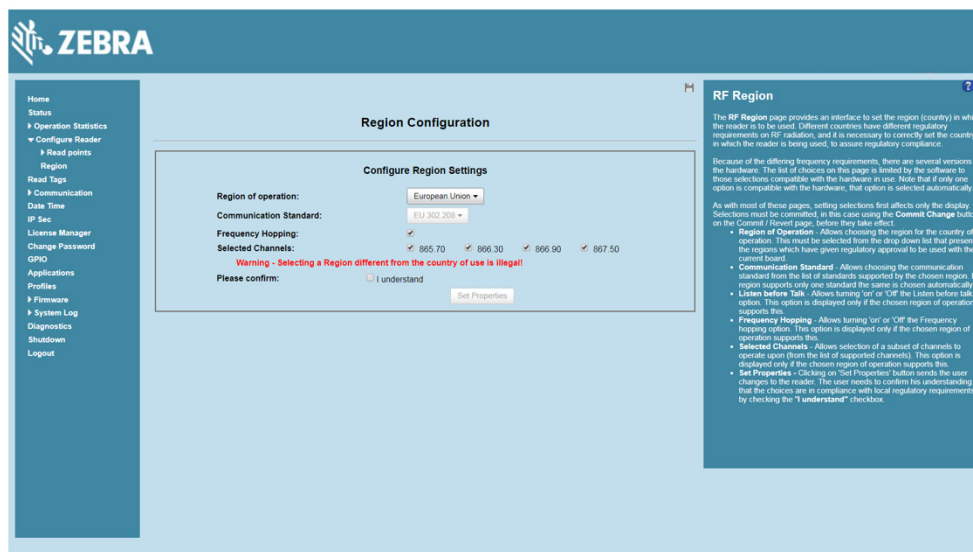 ZEBRA
Home
Status
Operation Statistics
Configure Reader
Read points
Region
Read Tags
Communication
Date Time
IP Sec
License Manager
Change Password
GPIO
Applications
Profiles
Firmware
System Log
Diagnostics
Shutdown
Logout
Region Configuration
Configure Region Settings
Region of operation: European Union
Communication Standard: EU 302.208
Frequency Hopping:
Selected Channels: 865.70 866.30 866.90 867.50
Warning - Selecting a Region different from the country of use is illegal!
Please confirm: I understand
Set Properties
?
RF Region
The RF Region page provides an interface to set the region (country) in
the reader is to be used. Different countries have different regulatory
requirements on RF radiation, and it is necessary to correctly set the country
in which the reader is being used, to assure regulatory compliance.
Because of the differing frequency requirements, there are several versions
the hardware. The list of choices on this page is limited by the software to
those selections compatible with the hardware in use. Note that if only one
option is compatible with the hardware, that option is selected automatically.
As with most of these pages, setting selections first affects only the display.
Selections must be committed, in this case using the Commit Change
on the Commit / Revert page, before they take effect.
• Region of Operation - Allows choosing the region for the country of
operation. This must be selected from the drop down list that
the regions which have given regulatory approval to be used with the
current board.
• Communication Standard - Allows choosing the communication
standard from the list of standards supported by the chosen region.
region supports only one standard the same is chosen automatically
• Listen before Talk - Allows turning 'on' or 'Off' the Listen before talk
option. This option is displayed only if the chosen region of operation
supports this.
• Frequency Hopping - Allows turning 'on' or 'Off' the Frequency
hopping option. This option is displayed only if the chosen region of
operation supports this.
• Selected Channels - Allows selection of a subset of channels to
operate upon (from the list of supported channels). This option is
displayed only if the chosen region of operation supports this.
• Set Properties - Clicking on 'Set Properties' button sends the user
changes to the reader. The user needs to confirm his understanding
that the choices are in compliance with local regulatory requirements
by checking the "I understand" checkbox.